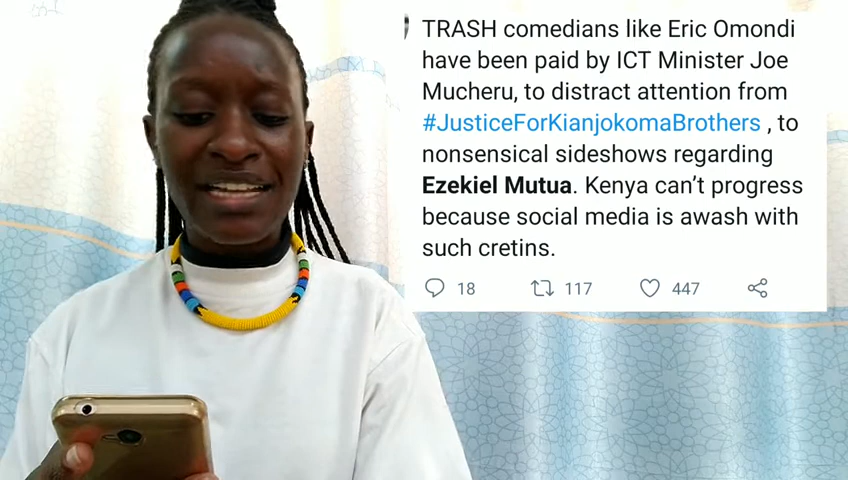 TRASH comedians like Eric Omondi
have been paid by ICT Minister Joe
Mucheru, to distract attention from
#JusticeForKianjokomaBrothers , to
nonsensical sideshows regarding
Ezekiel Mutua. Kenya can’t progress
because social media is awash with
such cretins.
18 117 447